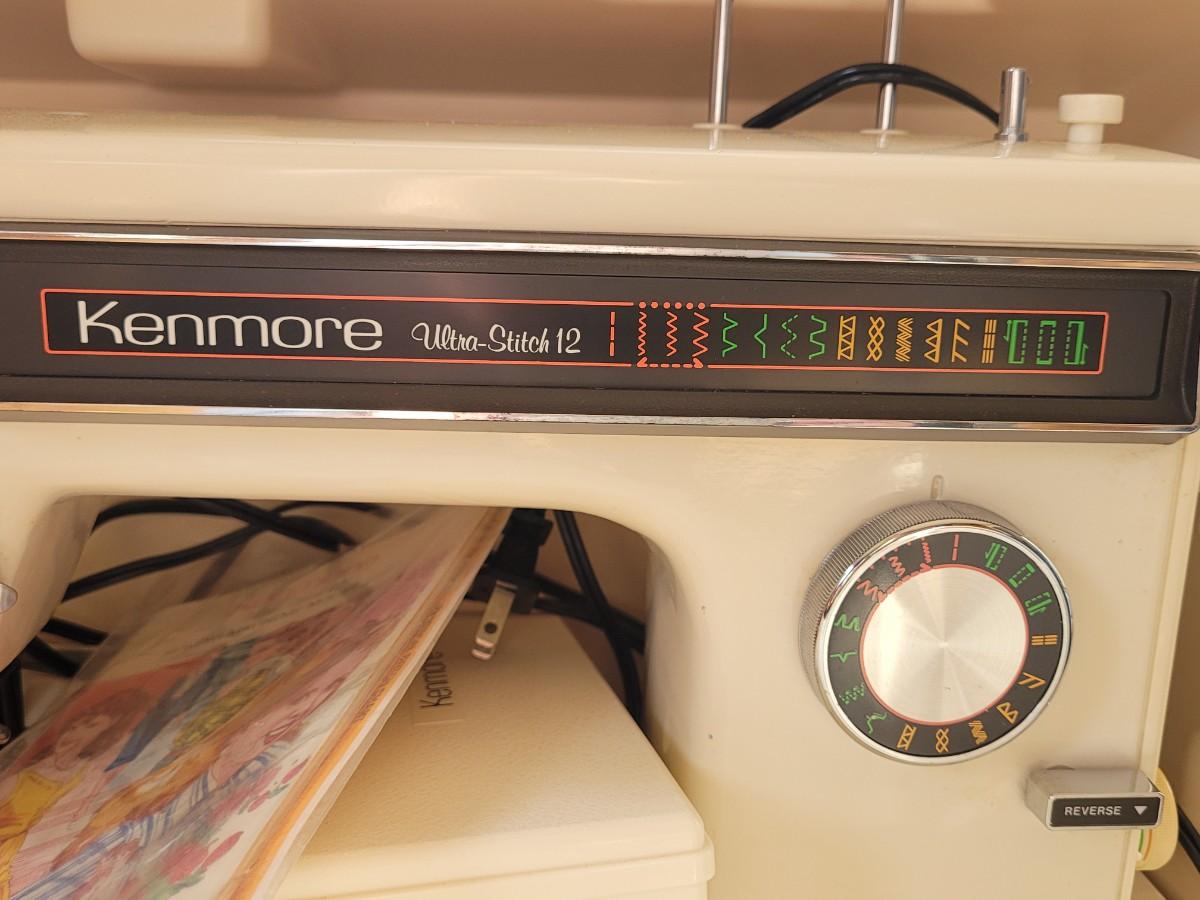 Kenmore Ultra-Stitch 12
Kenmore
REVERSE